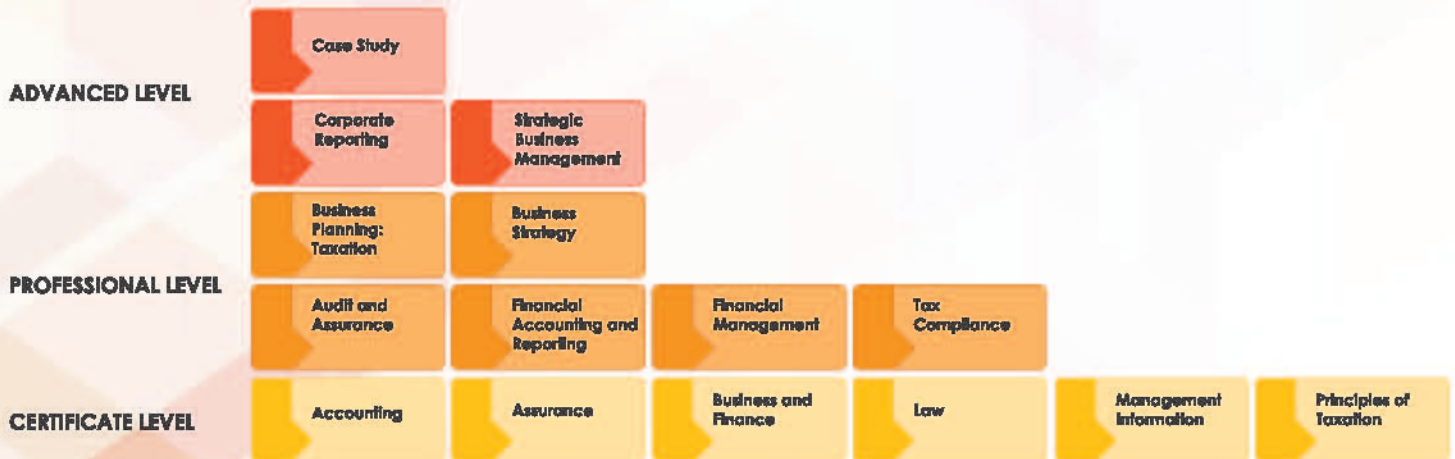 ADVANCED LEVEL
Case Study
Corporate
Reporting
Strategic
Business
Management
PROFESSIONAL LEVEL
Business
Planning:
Taxation
Business
Strategy
Audit and
Assurance
Financial
Accounting and
Reporting
Financial
Management
Tax
Compliance
CERTIFICATE LEVEL
Accounting
Assurance
Business and
Finance
Law
Management
Information
Principles of
Taxation